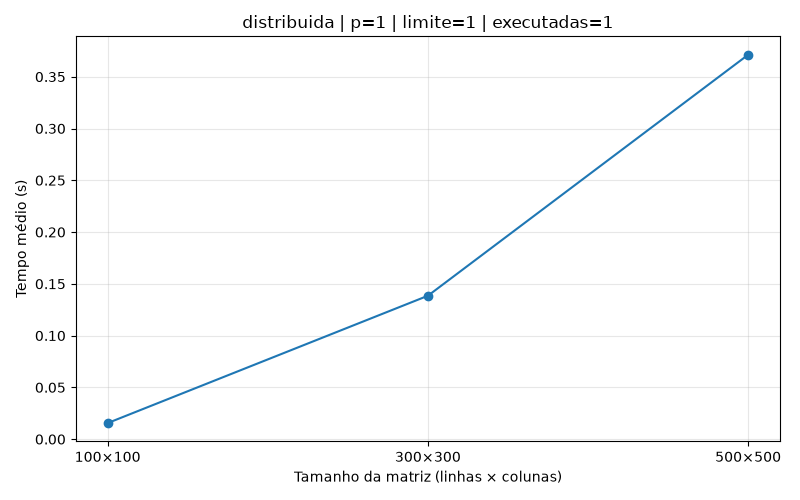 distribuida | p=1 | limite=1 | executadas=1
Tempo médio (s)
0.35
0.30
0.25
0.20
0.15
0.10
0.05
0.00
100×100 300×300 500×500
Tamanho da matriz (linhas × colunas)